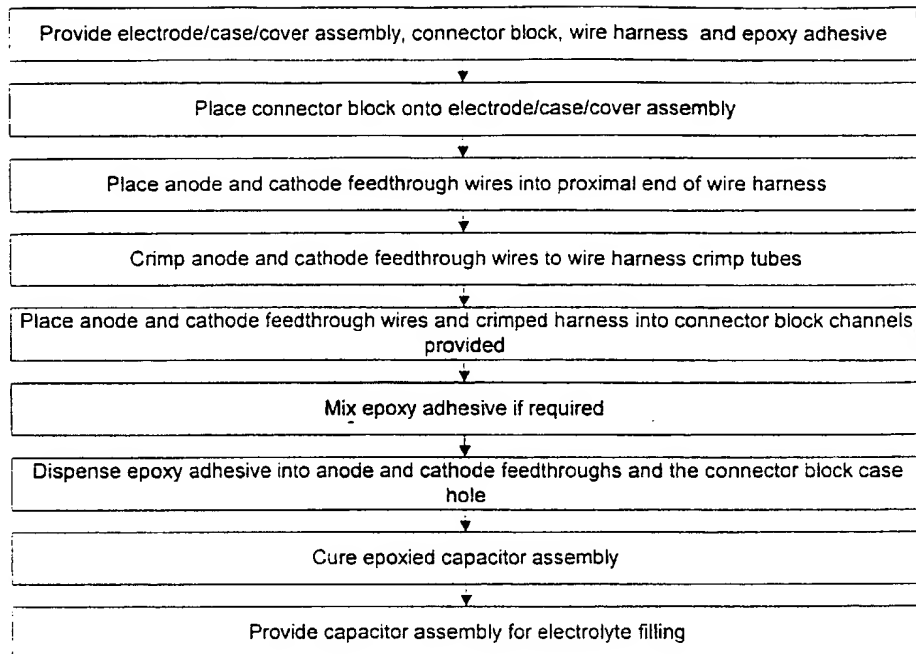 Provide electrode/case/cover assembly, connector block, wire harness and epoxy adhesive
Place connector block onto electrode/case/cover assembly
Place anode and cathode feedthrough wires into proximal end of wire harness
Crimp anode and cathode feedthrough wires to wire harness crimp tubes
Place anode and cathode feedthrough wires and crimped harness into connector block channels
provided
Mix epoxy adhesive if required
Dispense epoxy adhesive into anode and cathode feedthroughs and the connector block case
hole
Cure epoxied capacitor assembly
Provide capacitor assembly for electrolyte filling